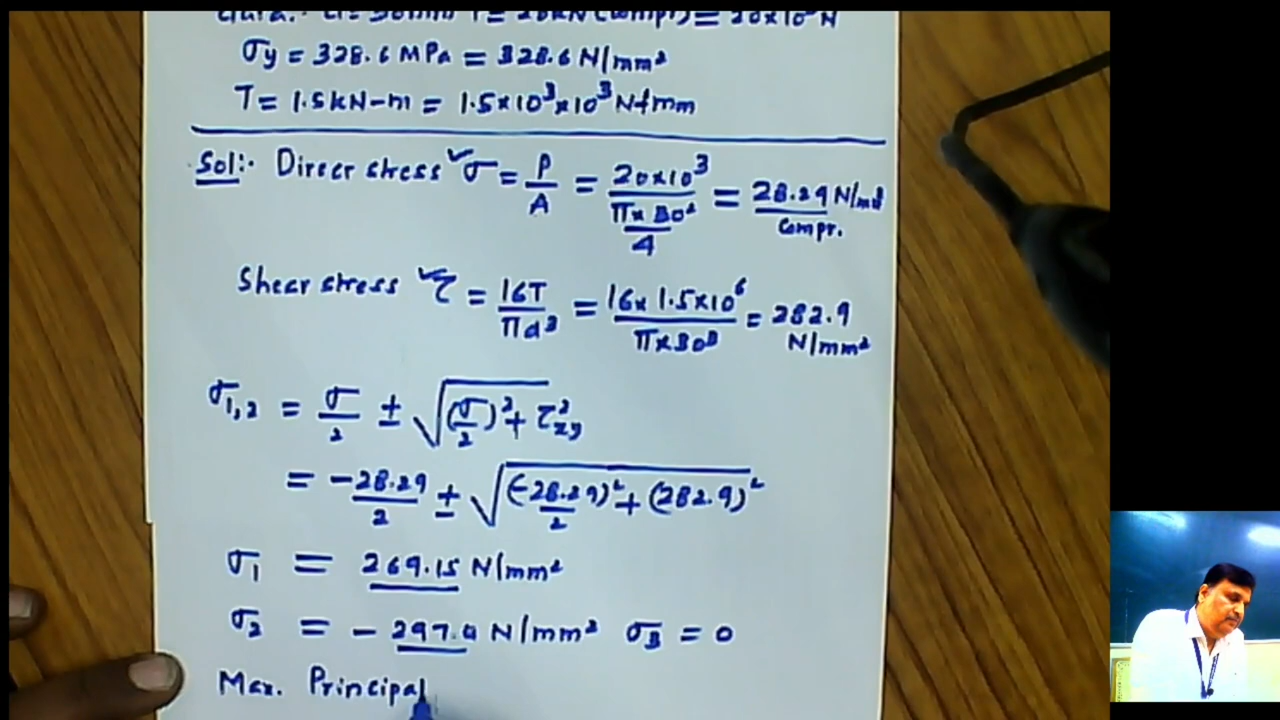 σy = 328.6 MPa = 328.6 N/mm²
T = 1.5 kN-m = 1.5×10³×10³ N-mm
Sol:- Direcr stress σ = P/A = 20×10³ / (π×30²/4) = 28.29 N/mm² Compr.
Shear stress τ = 16T/πd³ = 16×1.5×10⁶ / π×30³ = 282.9 N/mm²
σ1,2 = σ/2 ± √((σ/2)² + τ²xy)
= -28.29/2 ± √((-28.29/2)² + (282.9)²)
σ1 = 269.15 N/mm²
σ2 = -297.4 N/mm² σ3 = 0
Max. Principal